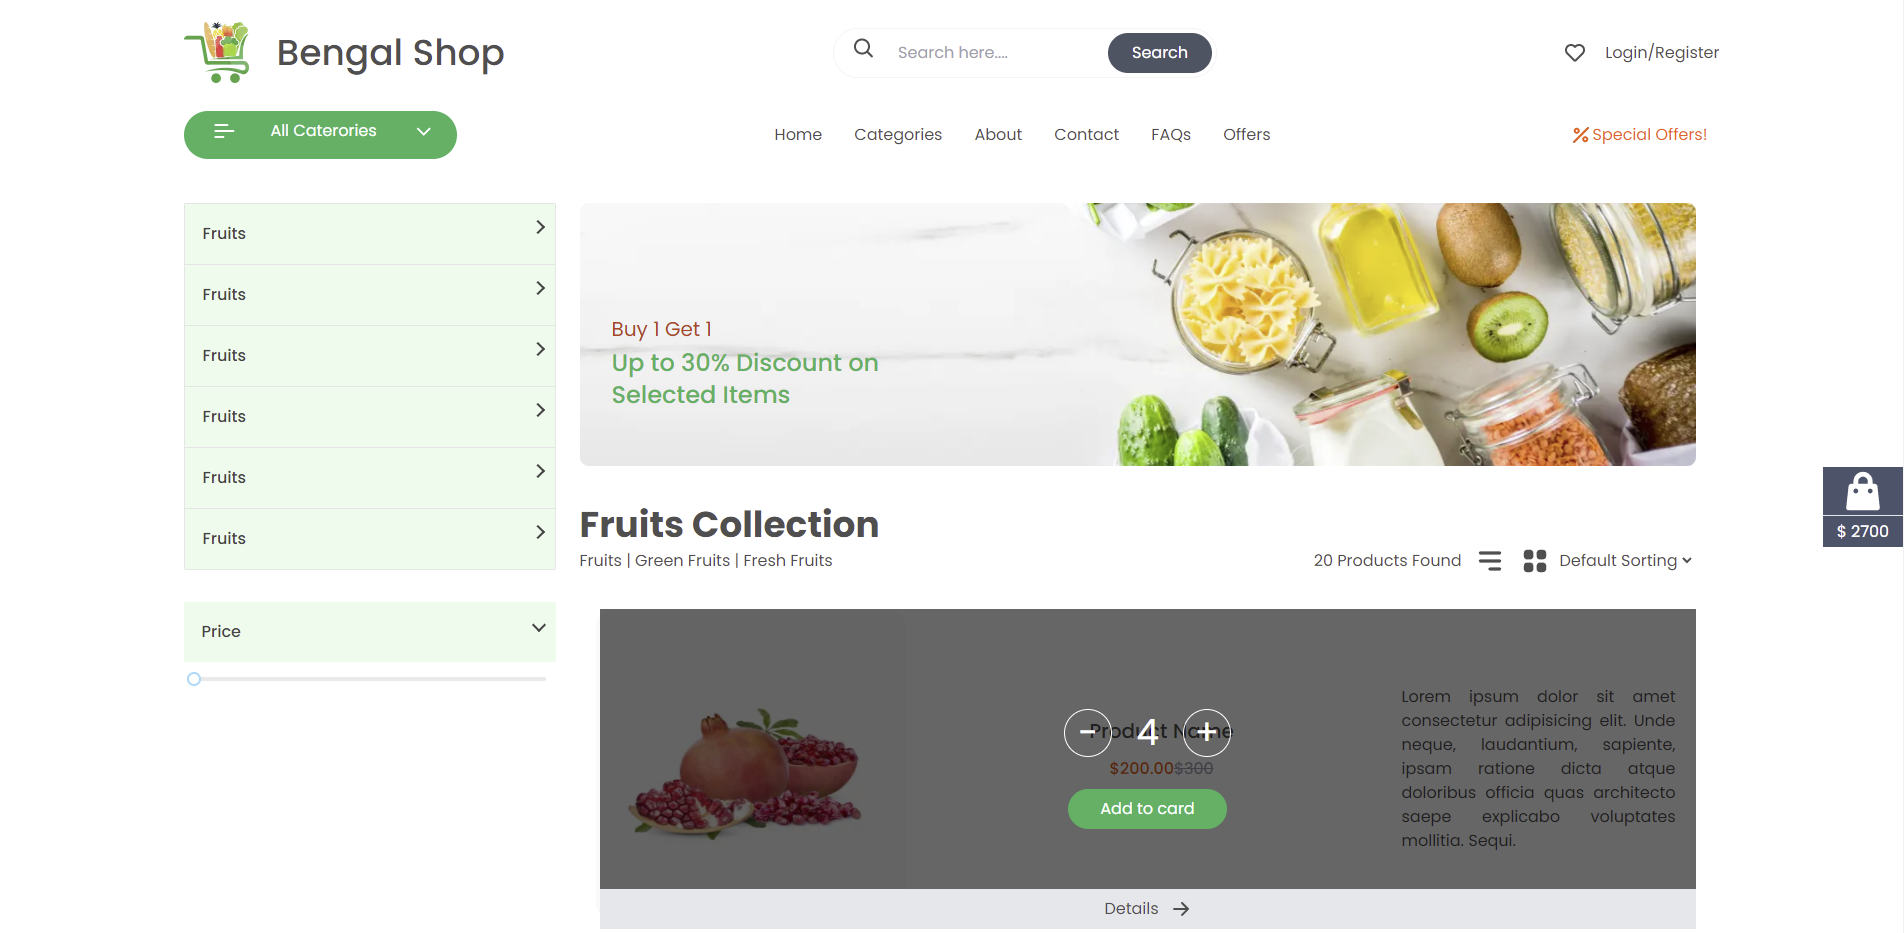 Bengal Shop
Search here....
Search
Login/Register
All Caterories
Home
Categories
About
Contact
FAQs
Offers
Special Offers!
Fruits
Fruits
Fruits
Fruits
Fruits
Fruits
Price
Buy 1 Get 1
Up to 30% Discount on
Selected Items
$ 2700
Fruits Collection
Fruits | Green Fruits | Fresh Fruits
20 Products Found
Default Sorting
Product Name
− 4 +
$200.00$300
Add to card
Lorem ipsum dolor sit amet
consectetur adipisicing elit. Unde
neque, laudantium, sapiente,
ipsam ratione dicta atque
doloribus officia quas architecto
saepe explicabo voluptates
mollitia. Sequi.
Details